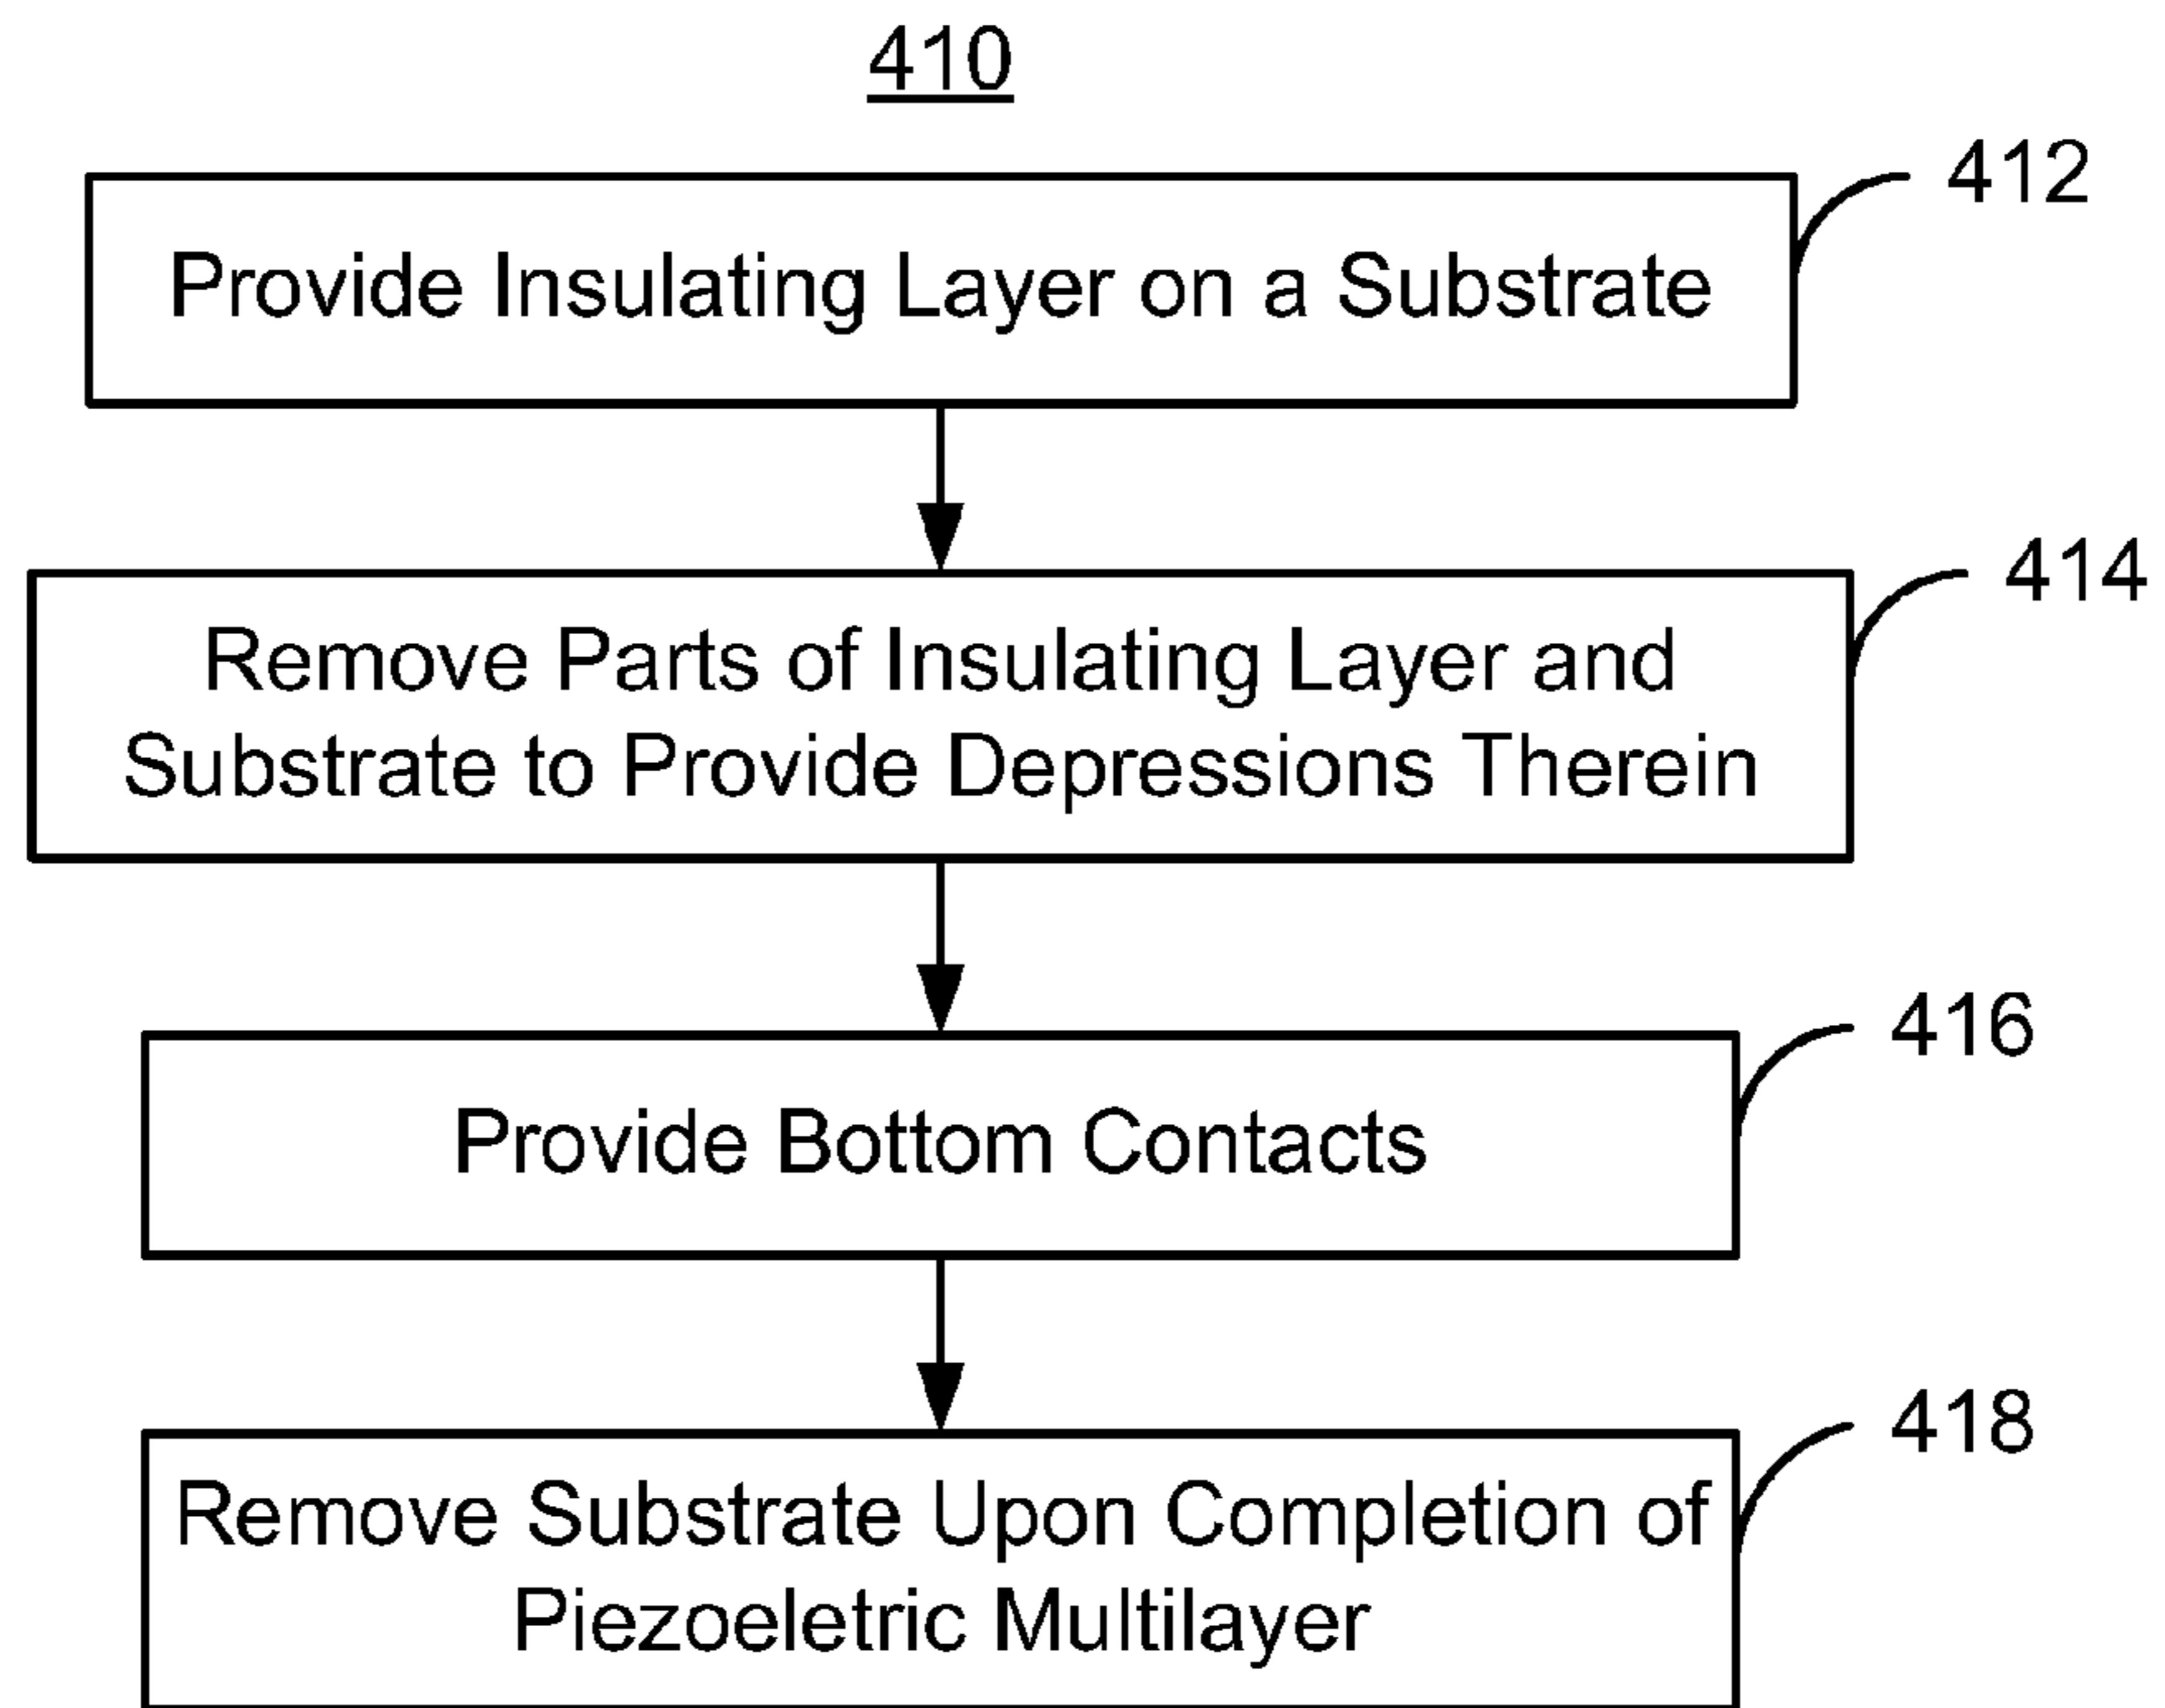 410
412
Provide Insulating Layer on a Substrate
414
Remove Parts of Insulating Layer and
Substrate to Provide Depressions Therein
416
Provide Bottom Contacts
418
Remove Substrate Upon Completion of
Piezoeletric Multilayer